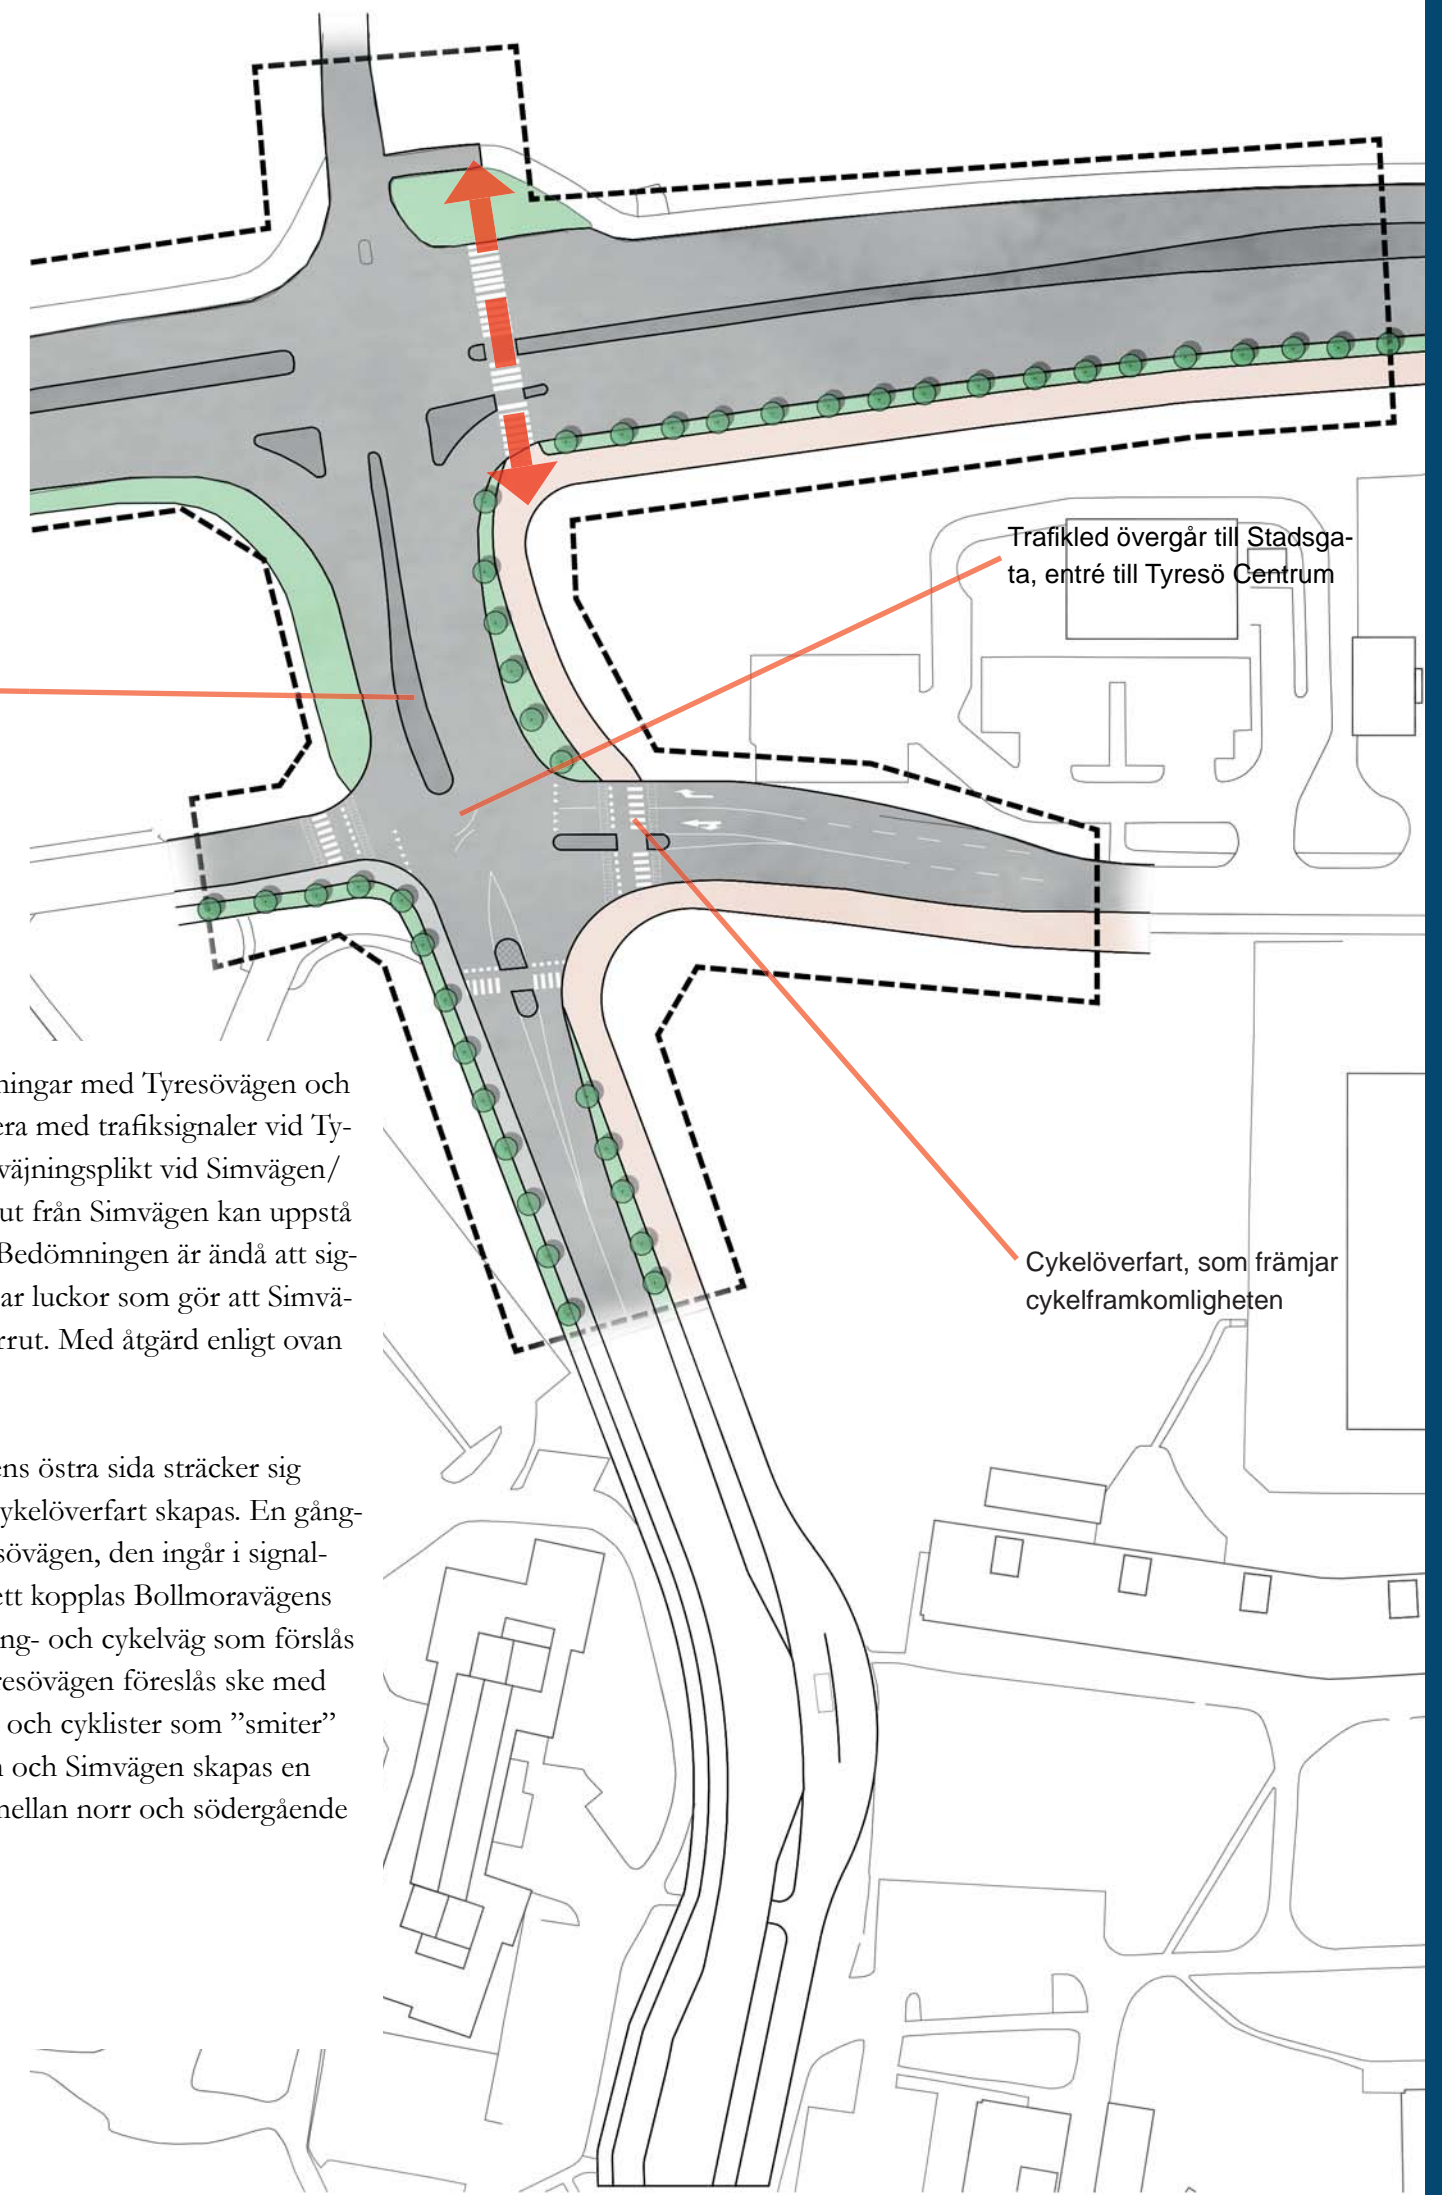 Trafikled övergår till Stadsga-
ta, entré till Tyresö Centrum
ningar med Tyresövägen och
era med trafiksignaler vid Ty-
väjningsplikt vid Simvägen/
ut från Simvägen kan uppstå
Bedömningen är ändå att sig-
ar luckor som gör att Simvä-
rrut. Med åtgärd enligt ovan
Cykelöverfart, som främjar
cykelframkomligheten
ens östra sida sträcker sig
ykelöverfart skapas. En gång-
sövägen, den ingår i signal-
ett kopplas Bollmoravägens
ng- och cykelväg som förslås
resövägen föreslås ske med
och cyklister som ”smiter”
n och Simvägen skapas en
mellan norr och södergående